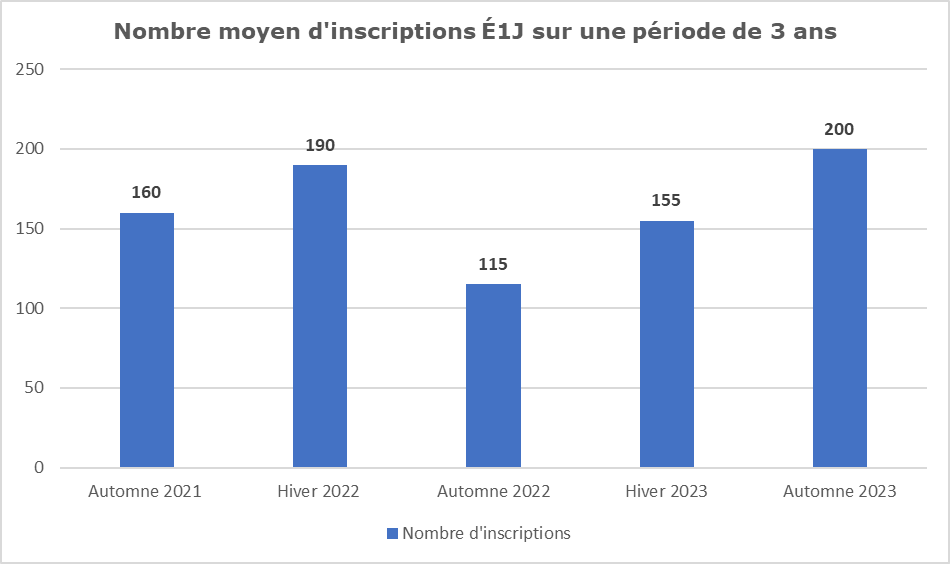 Nombre moyen d'inscriptions É1J sur une période de 3 ans
250
200
150
100
50
0
160
190
115
155
200
Automne 2021
Hiver 2022
Automne 2022
Hiver 2023
Automne 2023
Nombre d'inscriptions